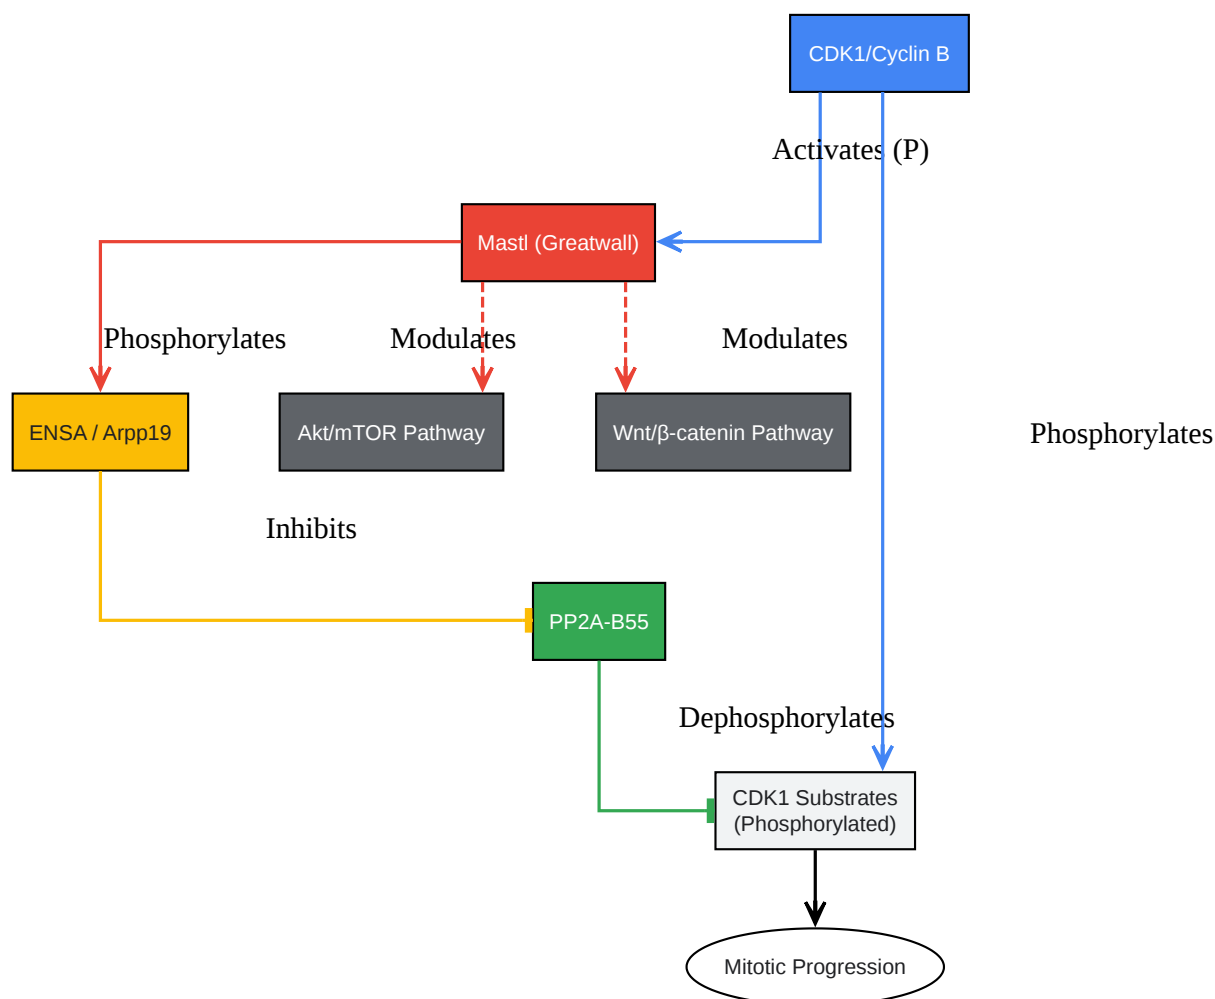 CDK1/Cyclin B
Activates (P)
Mastl (Greatwall)
Phosphorylates
Modulates
Modulates
ENSA / Arpp19
Akt/mTOR Pathway
Wnt/β-catenin Pathway
Phosphorylates
Inhibits
PP2A-B55
Dephosphorylates
CDK1 Substrates
(Phosphorylated)
Mitotic Progression